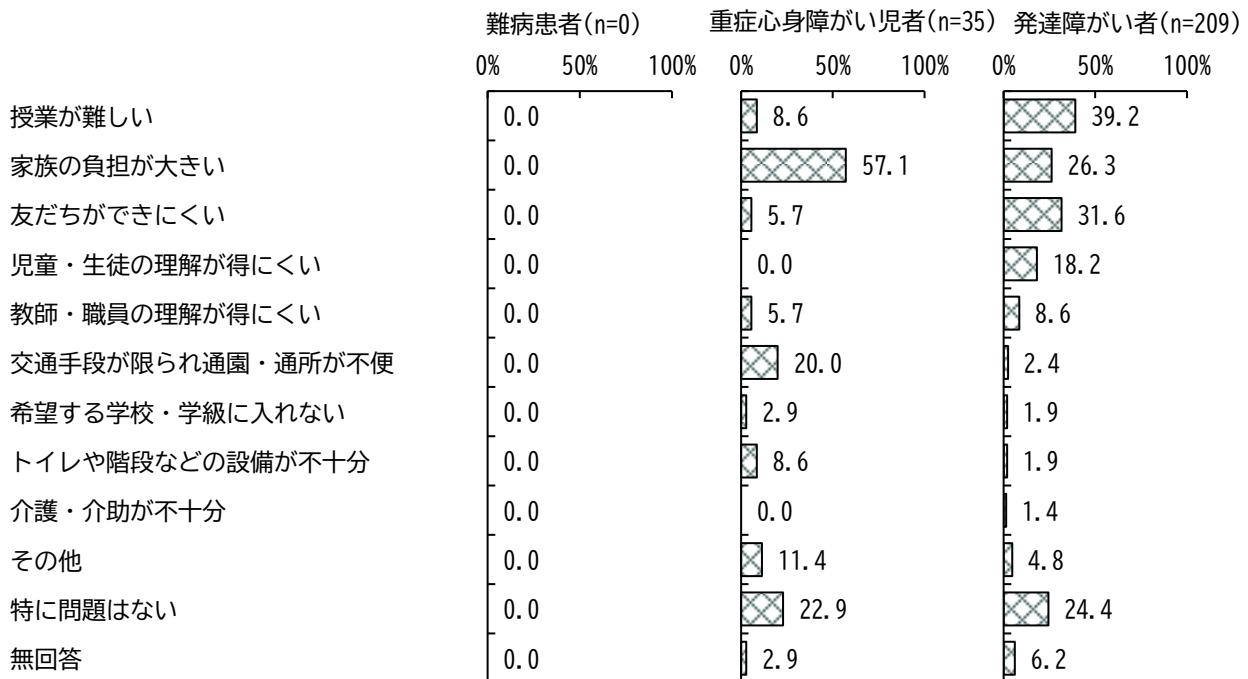 難病患者(n=0) 重症心身障がい児者(n=35) 発達障がい者(n=209)
0% 50% 100% 0% 50% 100% 0% 50% 100%
授業が難しい 0.0 8.6 39.2
家族の負担が大きい 0.0 57.1 26.3
友だちができにくい 0.0 5.7 31.6
児童・生徒の理解が得にくい 0.0 0.0 18.2
教師・職員の理解が得にくい 0.0 5.7 8.6
交通手段が限られ通園・通所が不便 0.0 20.0 2.4
希望する学校・学級に入れない 0.0 2.9 1.9
トイレや階段などの設備が不十分 0.0 8.6 1.9
介護・介助が不十分 0.0 0.0 1.4
その他 0.0 11.4 4.8
特に問題はない 0.0 22.9 24.4
無回答 0.0 2.9 6.2